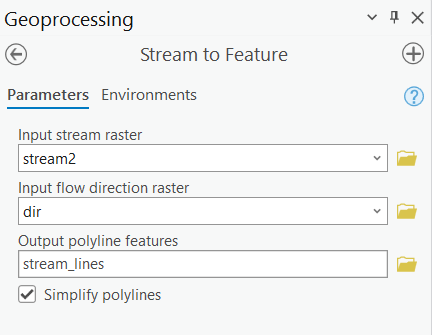 Geoprocessing
Stream to Feature
Parameters Environments
Input stream raster
stream2
Input flow direction raster
dir
Output polyline features
stream_lines
Simplify polylines